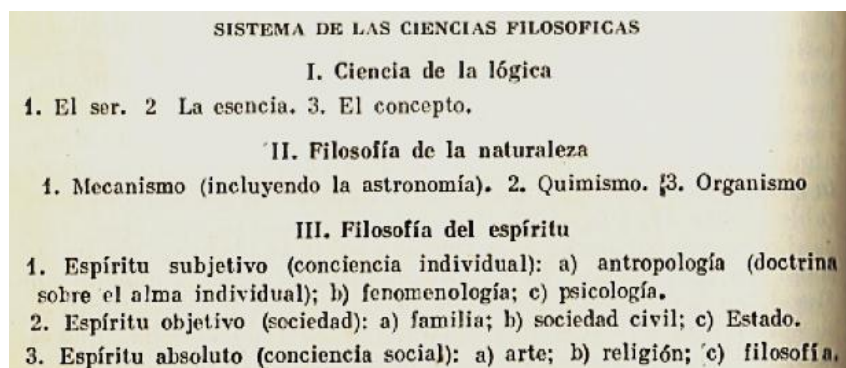 SISTEMA DE LAS CIENCIAS FILOSOFICAS
I. Ciencia de la lógica
1. El ser. 2 La esencia. 3. El concepto.
II. Filosofía de la naturaleza
1. Mecanismo (incluyendo la astronomía). 2. Quimismo. 3. Organismo
III. Filosofía del espíritu
1. Espíritu subjetivo (conciencia individual): a) antropología (doctrina
sobre el alma individual); b) fenomenología; c) psicología.
2. Espíritu objetivo (sociedad): a) familia; b) sociedad civil; c) Estado.
3. Espíritu absoluto (conciencia social): a) arte; b) religión; c) filosofía.